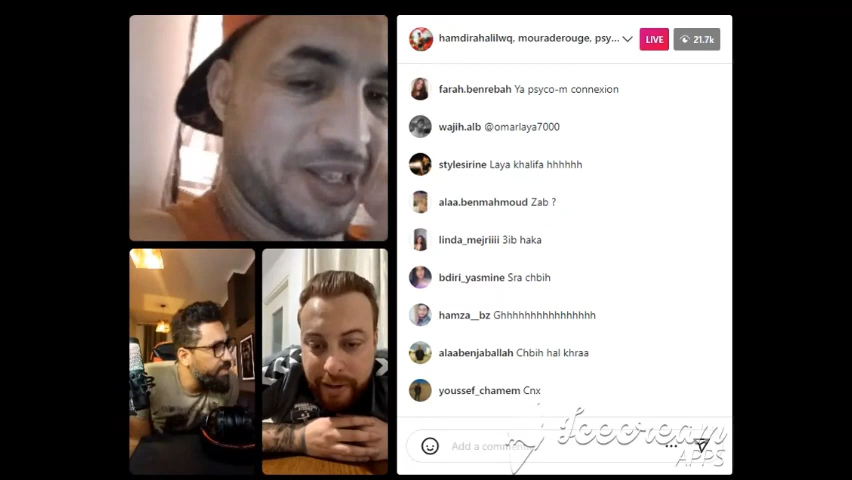 hamdirahalilwq, mouraderouge, psy...
LIVE
21.7k
farah.benrebah Ya psyco-m connexion
wajih.alb @omarlaya7000
stylesirine Laya khalifa hhhhhh
alaa.benmahmoud Zab ?
linda_mejriiii 3ib haka
bdiri_yasmine Sra chbih
hamza__bz Ghhhhhhhhhhhhhhhh
alaabenjaballah Chbih hal khraa
youssef_chamem Cnx
Add a comment...
Icecream
APPS